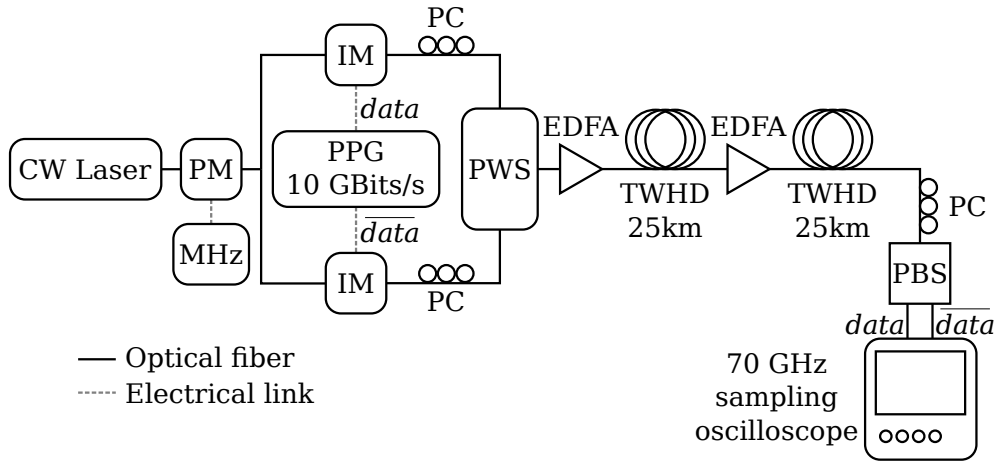 PC
IM
data
CW Laser
PM
PPG
10 GBits/s
PWS
EDFA
EDFA
TWHD
25km
TWHD
25km
PC
MHz
data
IM
PC
PBS
data
data
Optical fiber
Electrical link
70 GHz
sampling
oscilloscope